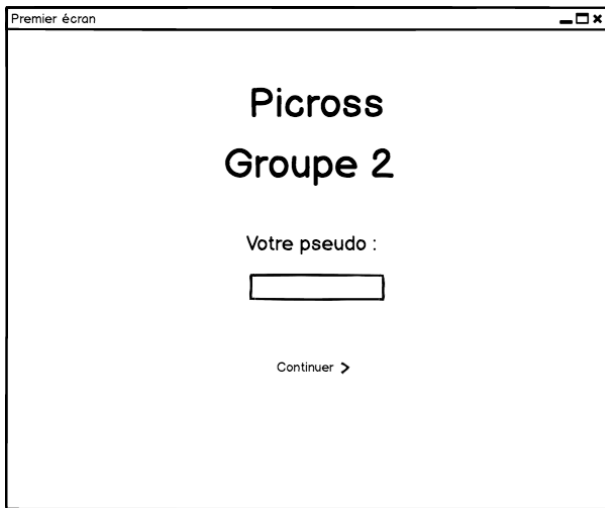 Premier écran
Picross
Groupe 2
Votre pseudo :
Continuer >